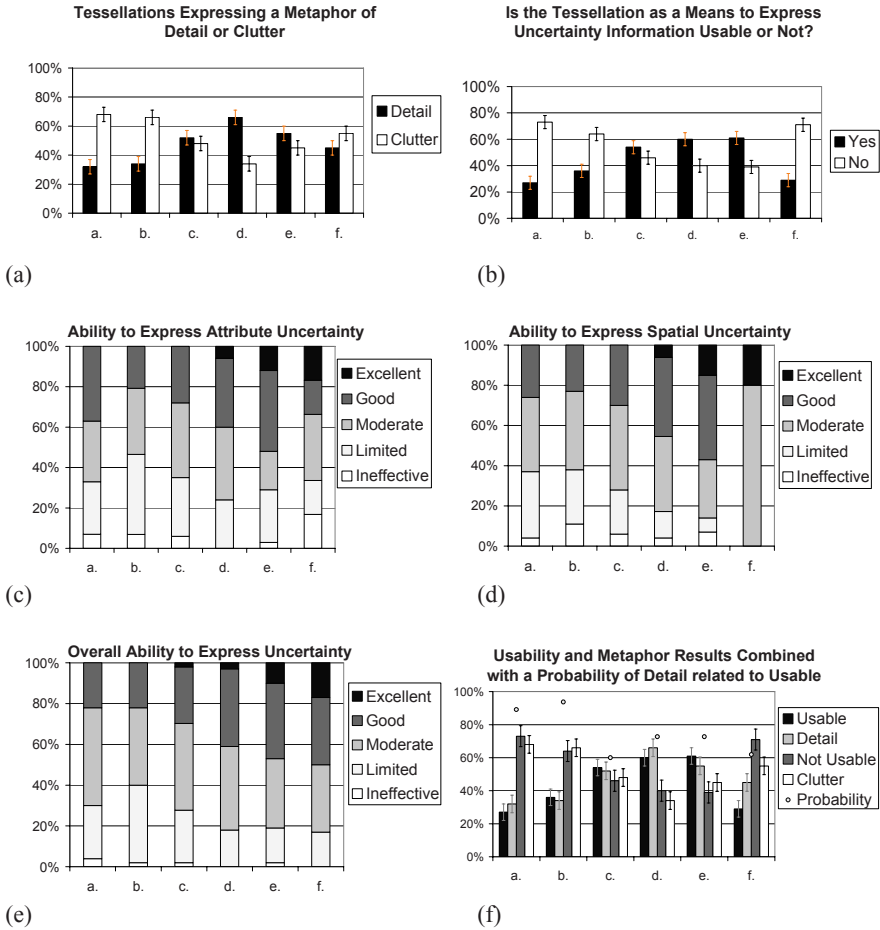 Tessellations Expressing a Metaphor of
Detail or Clutter
100%
80%
60%
40%
20%
0%
a. b. c. d. e. f.
Detail
Clutter
(a)
Is the Tessellation as a Means to Express
Uncertainty Information Usable or Not?
100%
80%
60%
40%
20%
0%
a. b. c. d. e. f.
Yes
No
(b)
Ability to Express Attribute Uncertainty
100%
80%
60%
40%
20%
0%
a. b. c. d. e. f.
Excellent
Good
Moderate
Limited
Ineffective
(c)
Ability to Express Spatial Uncertainty
100%
80%
60%
40%
20%
0%
a. b. c. d. e. f.
Excellent
Good
Moderate
Limited
Ineffective
(d)
Overall Ability to Express Uncertainty
100%
80%
60%
40%
20%
0%
a. b. c. d. e. f.
Excellent
Good
Moderate
Limited
Ineffective
(e)
Usability and Metaphor Results Combined
with a Probability of Detail related to Usable
100%
80%
60%
40%
20%
0%
a. b. c. d. e. f.
Usable
Detail
Not Usable
Clutter
Probability
(f)